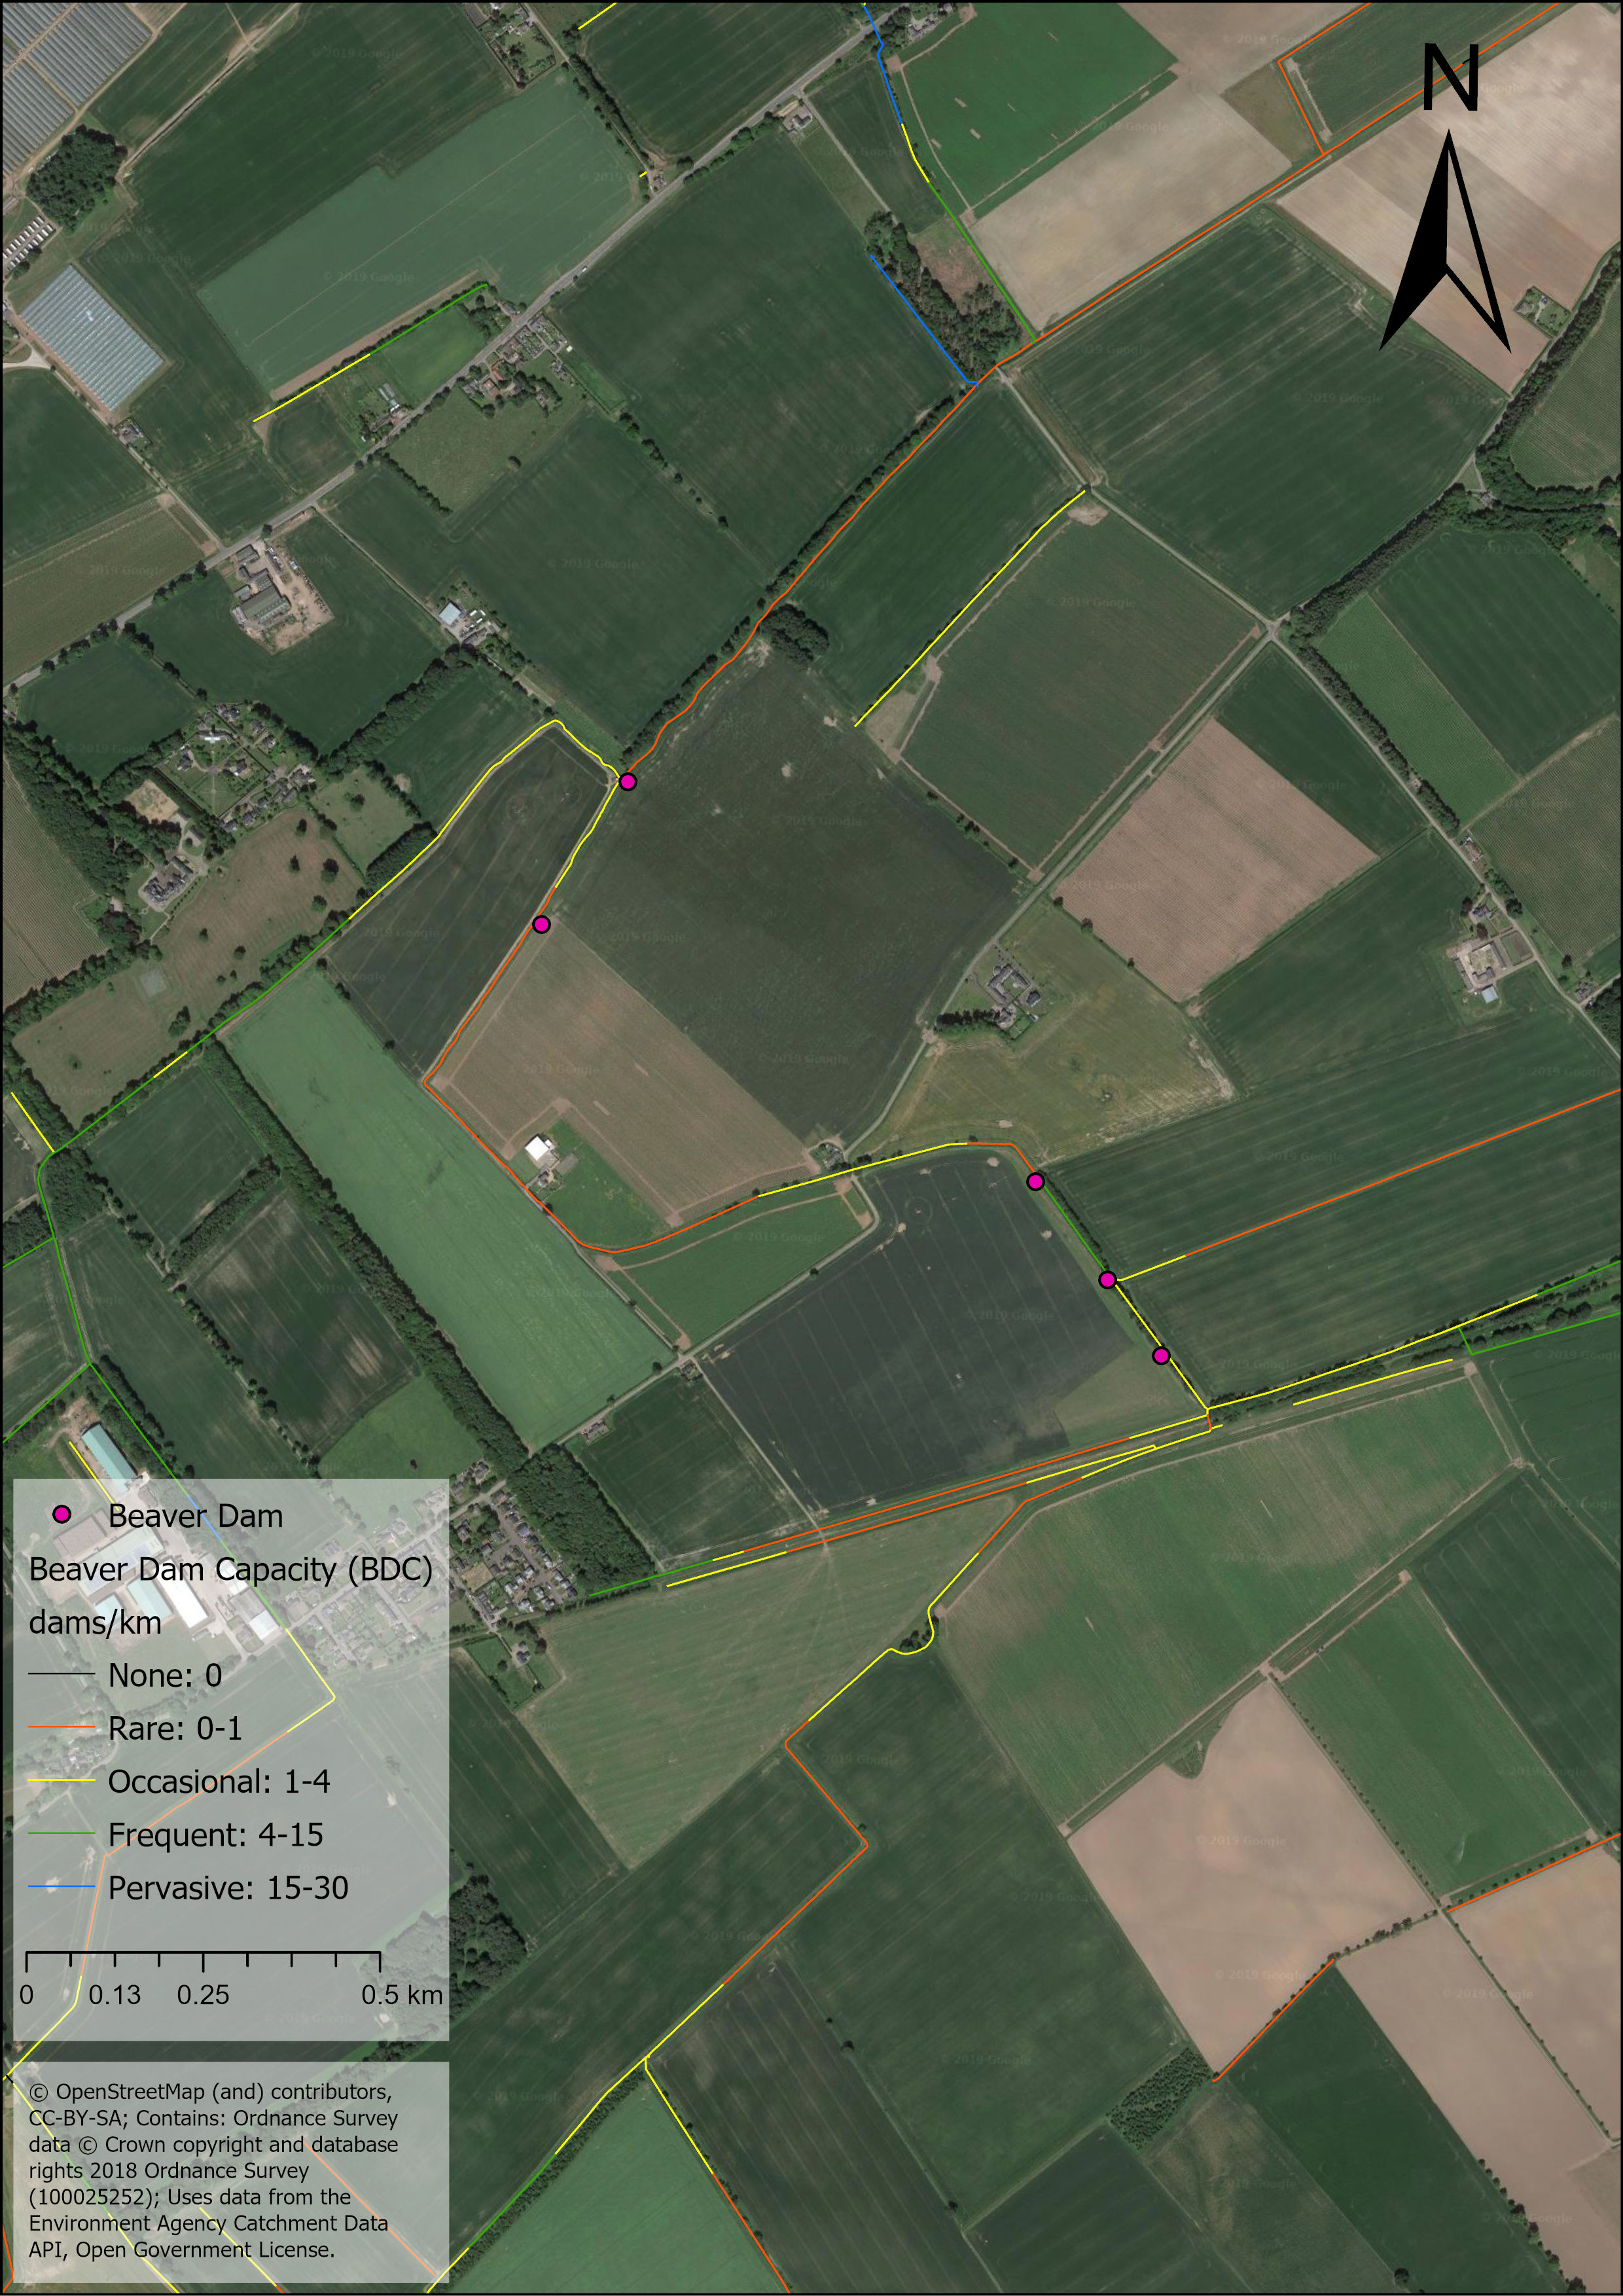 N
© 2019 Google
Beaver Dam
Beaver Dam Capacity (BDC)
dams/km
None: 0
Rare: 0-1
Occasional: 1-4
Frequent: 4-15
Pervasive: 15-30
0 0.13 0.25 0.5 km
© OpenStreetMap (and) contributors,
CC-BY-SA; Contains: Ordnance Survey
data © Crown copyright and database
rights 2018 Ordnance Survey
(100025252); Uses data from the
Environment Agency Catchment Data
API, Open Government License.